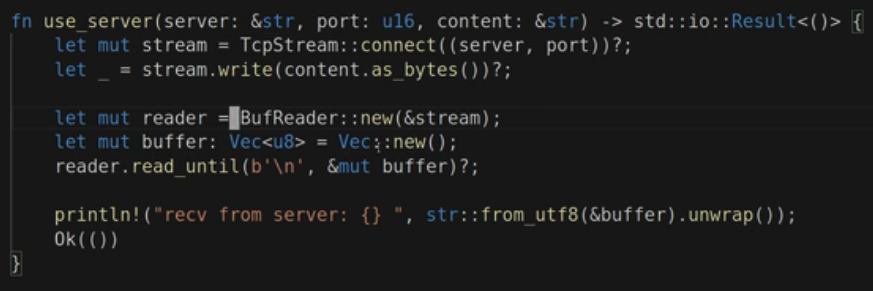 fn use_server(server: &str, port: u16, content: &str) -> std::io::Result<()> {
    let mut stream = TcpStream::connect((server, port))?;
    let _ = stream.write(content.as_bytes())?;
    let mut reader = BufReader::new(&stream);
    let mut buffer: Vec<u8> = Vec::new();
    reader.read_until(b'\n', &mut buffer)?;
    println!("recv from server: {} ", str::from_utf8(&buffer).unwrap());
    Ok(())
}